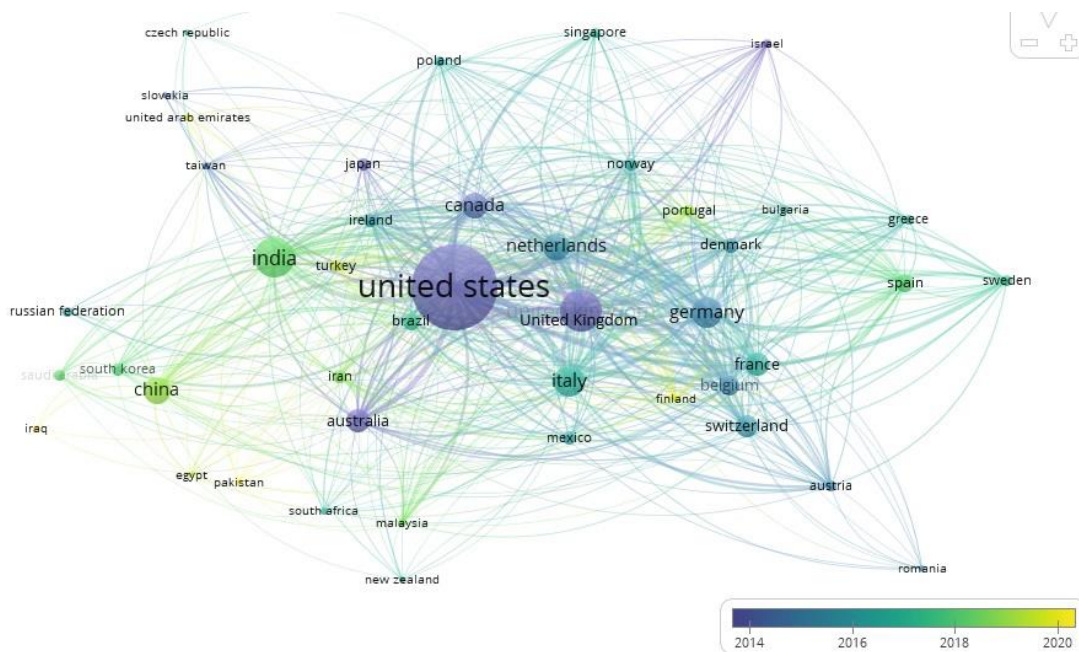 czech republic
singapore
israel
poland
slovakia
united arab emirates
taiwan
japan
norway
canada
portugal
bulgaria
ireland
greece
netherlands
denmark
india
turkey
united states
spain
sweden
russian federation
brazil
United Kingdom
germany
south korea
saudi arabia
france
iran
italy
belgium
china
finland
australia
switzerland
iraq
mexico
egypt
pakistan
austria
south africa
malaysia
romania
new zealand
2014
2016
2018
2020